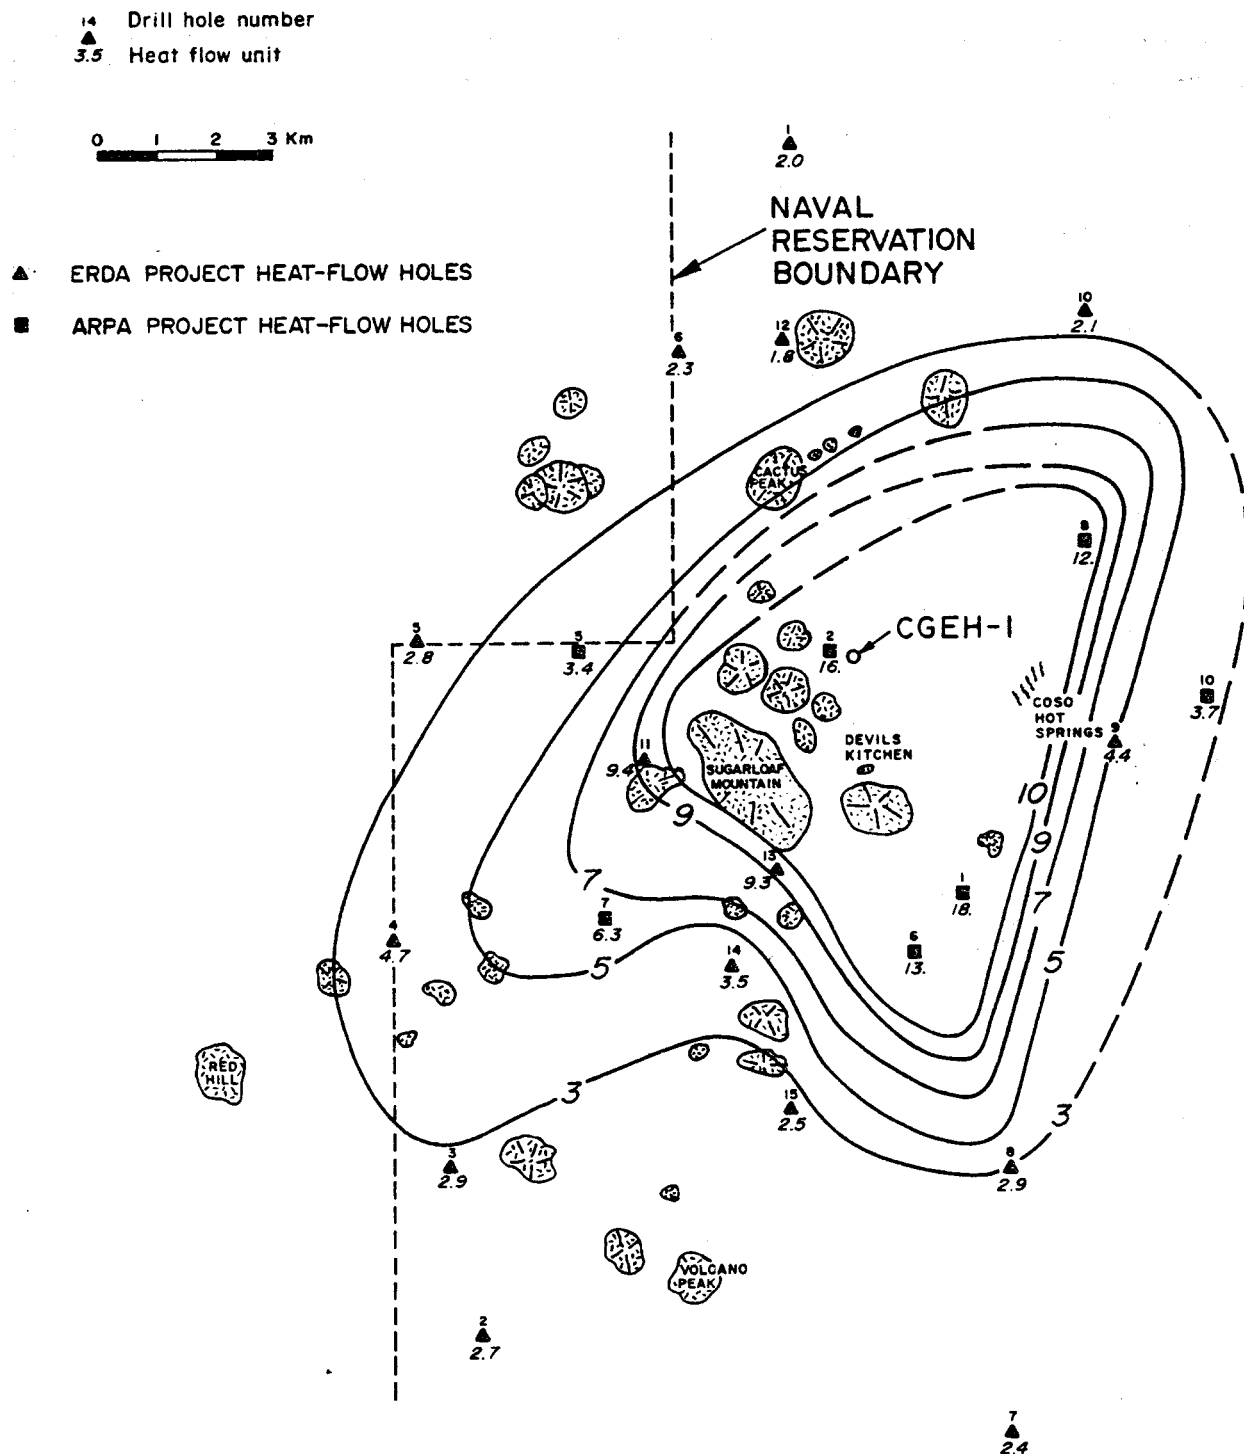 14 Drill hole number
3.5 Heat flow unit
0 1 2 3 Km
1
2.0
NAVAL
RESERVATION
BOUNDARY
ERDA PROJECT HEAT-FLOW HOLES
ARPA PROJECT HEAT-FLOW HOLES
10
2.1
12
1.8
6
2.3
CACTUS
PEAK
8
12.
5
2.8
5
3.4
2
16.
CGEH-1
10
3.7
COSO
HOT
SPRINGS
9
4.4
DEVILS
KITCHEN
11
9.4
SUGARLOAF
MOUNTAIN
10
9
9
13
9.3
7
1
18.
7
7
6.3
4
4.7
6
13.
14
3.5
5
5
RED
HILL
3
3
15
2.5
3
2.9
8
2.9
VOLCANO
PEAK
2
2.7
7
2.4